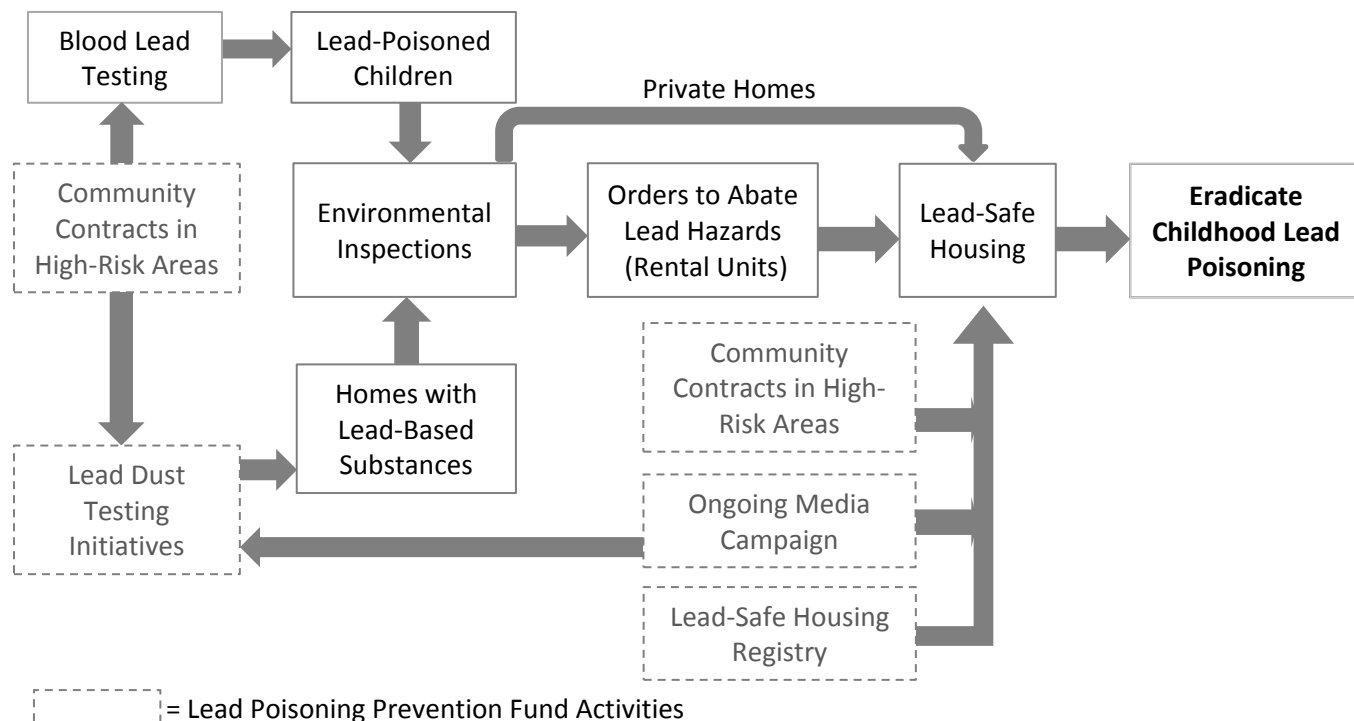 Blood Lead
Testing
Lead-Poisoned
Children
Private Homes
Community
Contracts in
High-Risk Areas
Environmental
Inspections
Orders to Abate
Lead Hazards
(Rental Units)
Lead-Safe
Housing
Eradicate
Childhood Lead
Poisoning
Homes with
Lead-Based
Substances
Community
Contracts in High-
Risk Areas
Lead Dust
Testing
Initiatives
Ongoing Media
Campaign
Lead-Safe Housing
Registry
= Lead Poisoning Prevention Fund Activities